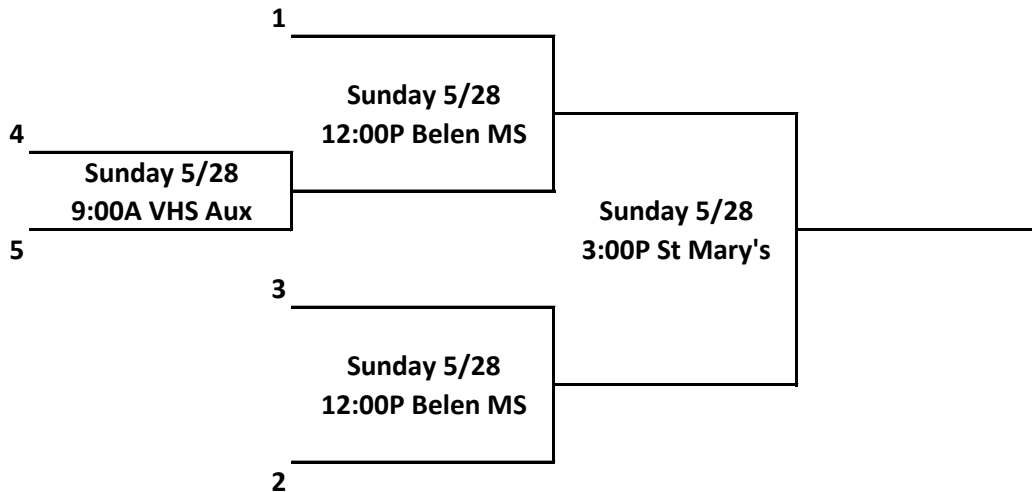 1
Sunday 5/28
12:00P Belen MS
4
Sunday 5/28
9:00A VHS Aux
5
Sunday 5/28
3:00P St Mary's
3
Sunday 5/28
12:00P Belen MS
2